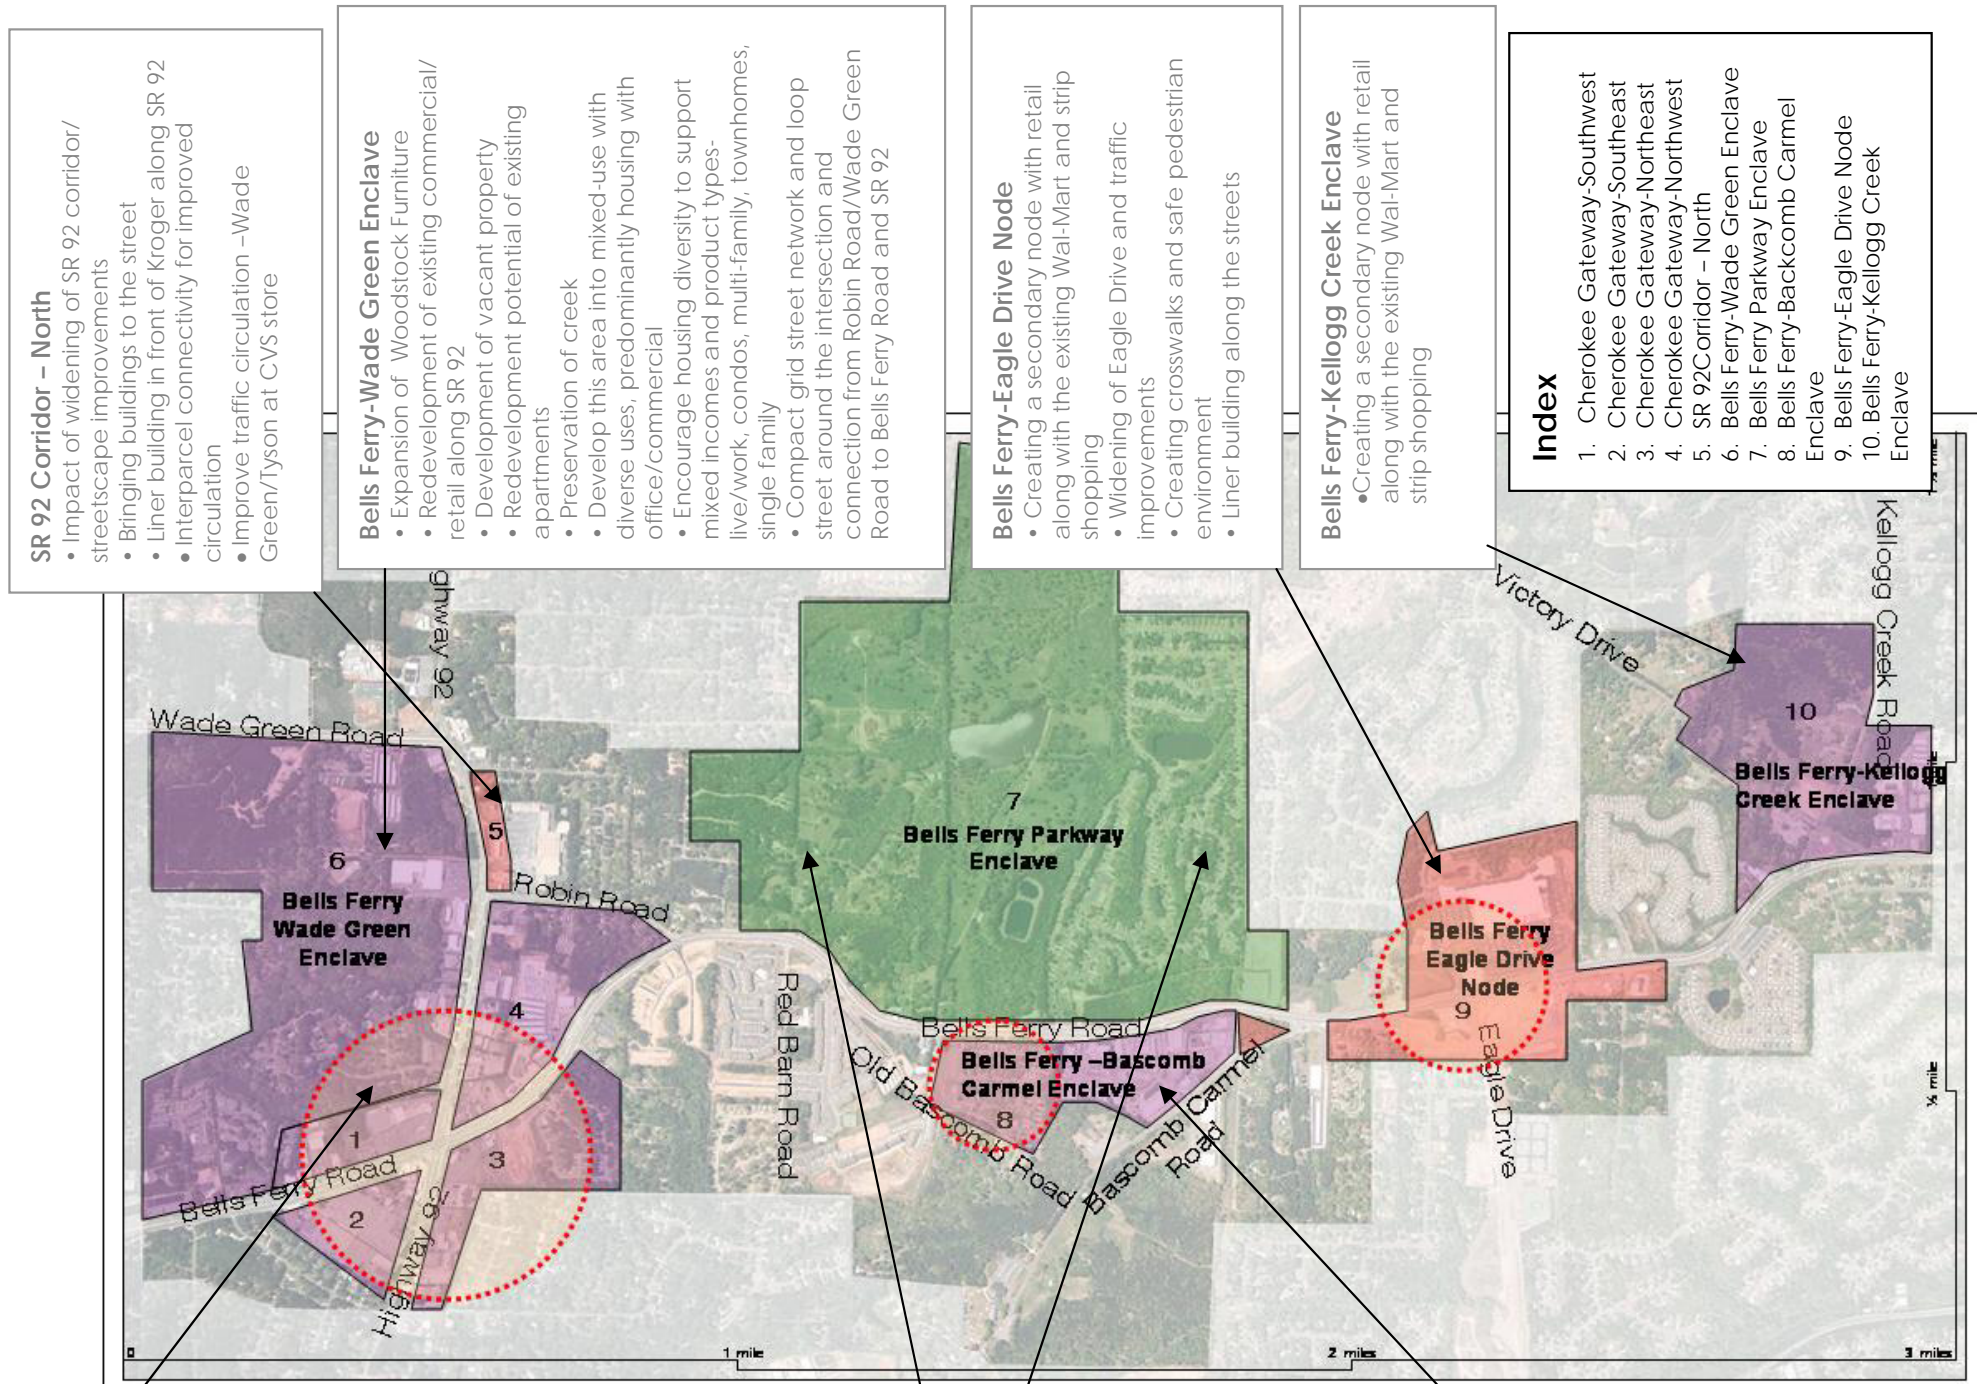 SR 92 Corridor – North
• Impact of widening of SR 92 corridor/
streetscape improvements
• Bringing buildings to the street
• Liner building in front of Kroger along SR 92
• Interparcel connectivity for improved
circulation
• Improve traffic circulation –Wade
Green/Tyson at CVS store
Bells Ferry-Wade Green Enclave
• Expansion of Woodstock Furniture
• Redevelopment of existing commercial/
retail along SR 92
• Development of vacant property
• Redevelopment potential of existing
apartments
• Preservation of creek
• Develop this area into mixed-use with
diverse uses, predominantly housing with
office/commercial
• Encourage housing diversity to support
mixed incomes and product types-
live/work, condos, multi-family, townhomes,
single family
• Compact grid street network and loop
street around the intersection and
connection from Robin Road/Wade Green
Road to Bells Ferry Road and SR 92
Bells Ferry-Eagle Drive Node
• Creating a secondary node with retail
along with the existing Wal-Mart and strip
shopping
• Widening of Eagle Drive and traffic
improvements
• Creating crosswalks and safe pedestrian
environment
• Liner building along the streets
Bells Ferry-Kellogg Creek Enclave
•Creating a secondary node with retail
along with the existing Wal-Mart and
strip shopping
Index
1. Cherokee Gateway-Southwest
2. Cherokee Gateway-Southeast
3. Cherokee Gateway-Northeast
4. Cherokee Gateway-Northwest
5. SR 92Corridor – North
6. Bells Ferry-Wade Green Enclave
7. Bells Ferry Parkway Enclave
8. Bells Ferry-Backcomb Carmel
Enclave
9. Bells Ferry-Eagle Drive Node
10. Bells Ferry-Kellogg Creek
Enclave
ghway 92
Wade Green Road
5
6
Bells Ferry
Wade Green
Enclave
Robin Road
4
1
Bells Ferry Road
2
3
Highway 92
Red Barn Road
7
Bells Ferry Parkway
Enclave
Bells Ferry Road
Bells Ferry –Bascomb
Carmel Enclave
8
Old Bascomb Road
Bascomb Carmel
Road
Bells Ferry
Eagle Drive
Node
9
Eagle Drive
Victory Drive
10
Bells Ferry-Kellogg
Creek Enclave
Kellogg Creek Road
½ mile
0
1 mile
2 miles
3 miles